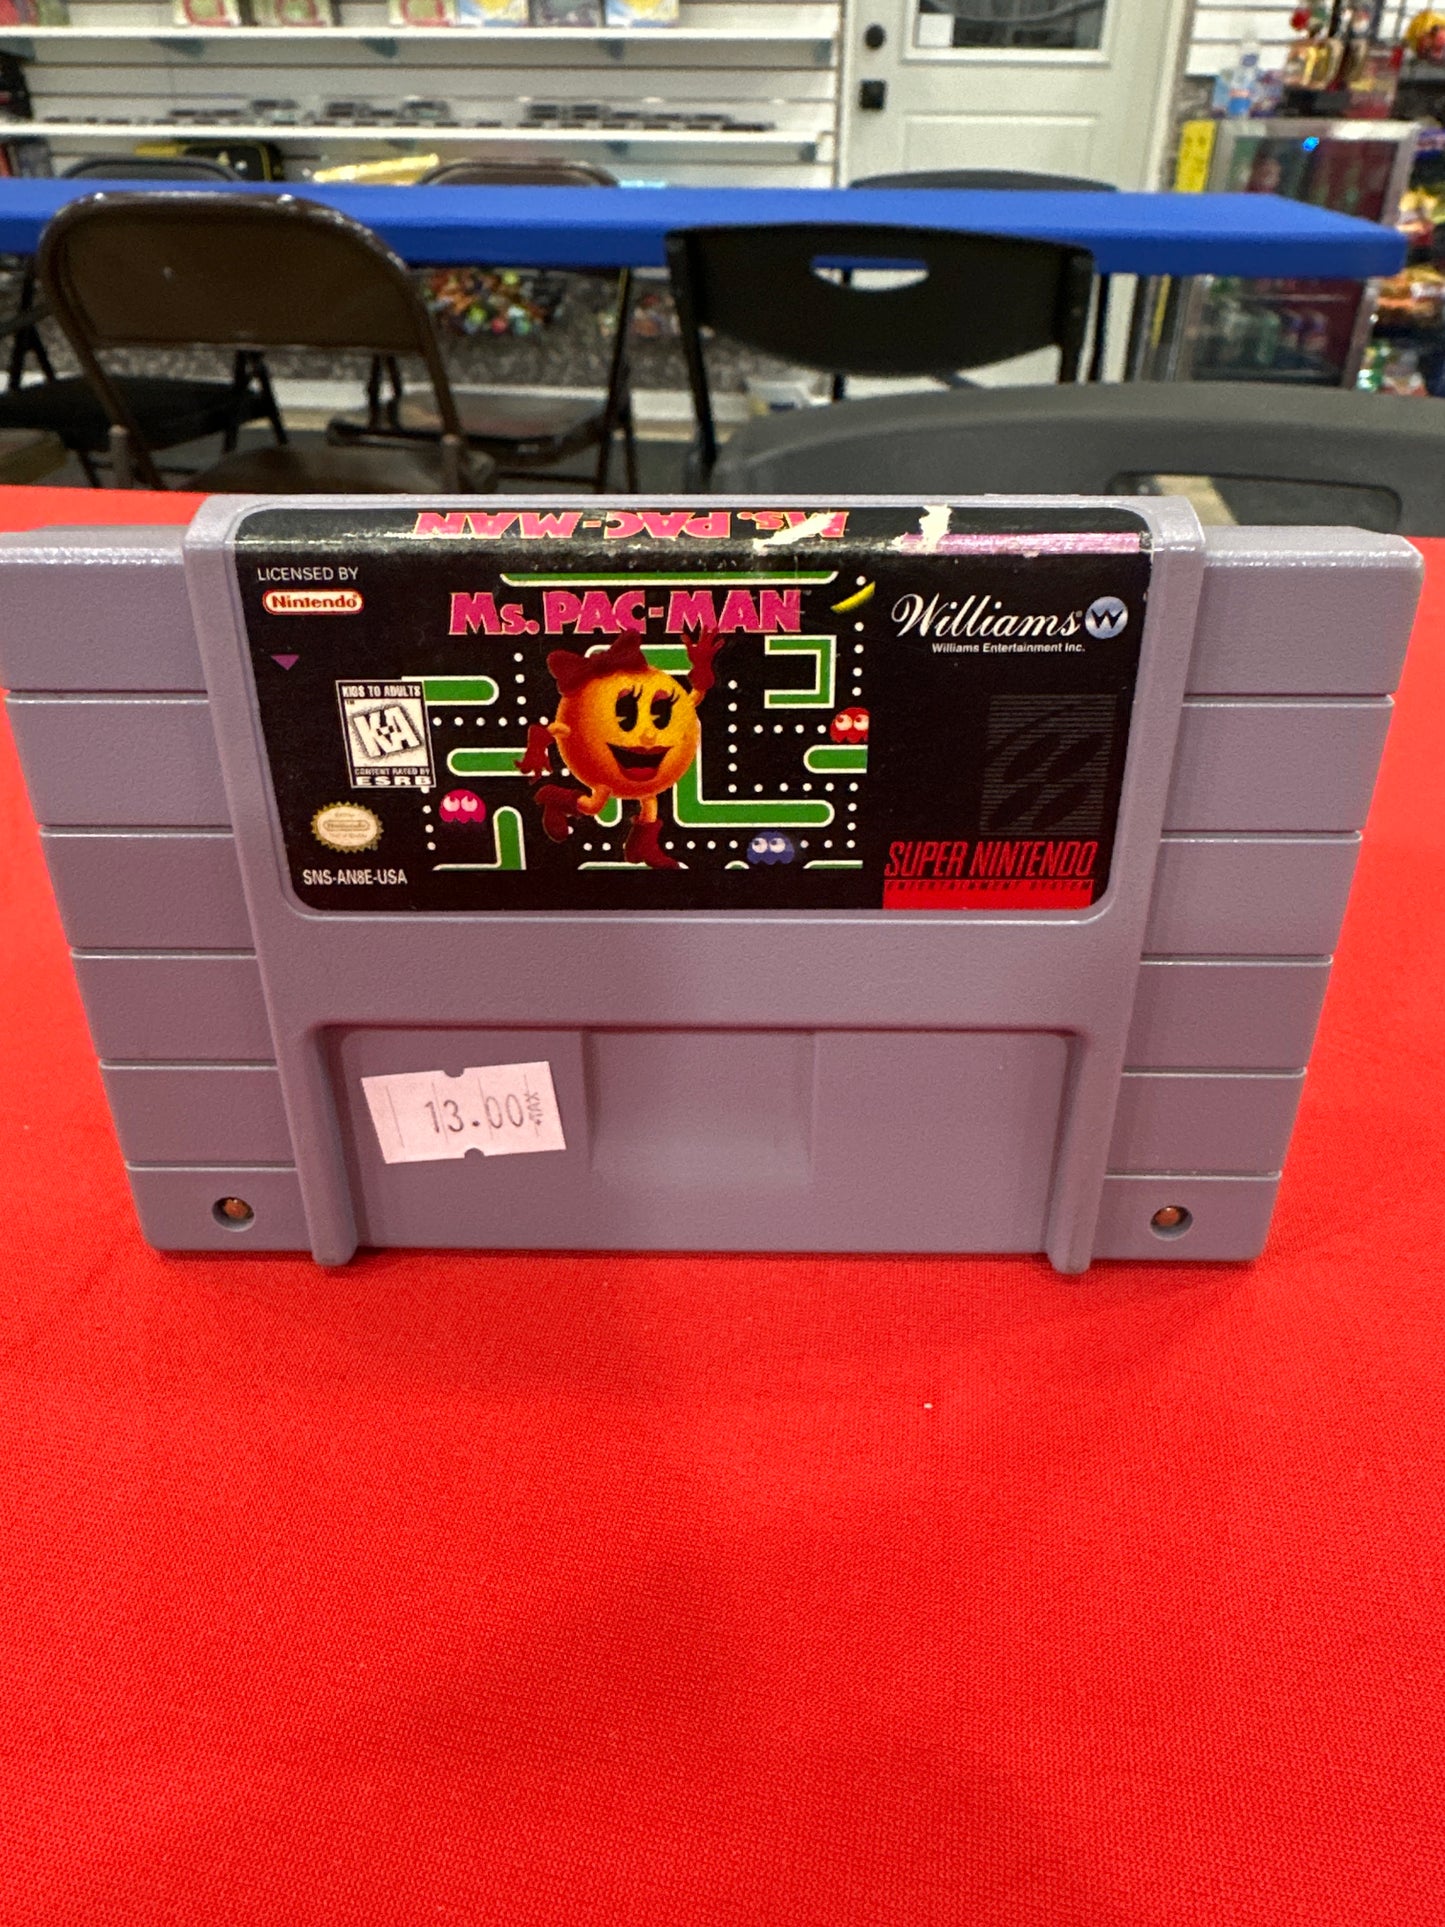 Ms. PAC-MAN
LICENSED BY
Nintendo
Ms. PAC-MAN
Williams W
Williams Entertainment Inc.
KIDS TO ADULTS
K-A
CONTENT RATED BY
ESRB
Nintendo
SNS-AN8E-USA
SUPER NINTENDO
ENTERTAINMENT SYSTEM
13.00 +TAX